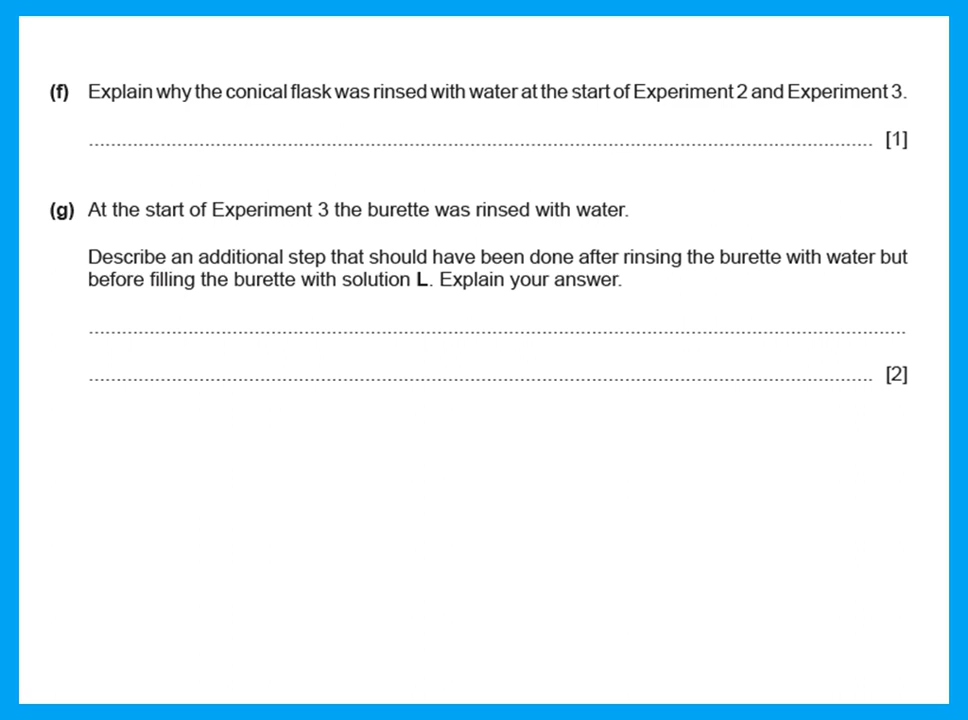 (f) Explain why the conical flask was rinsed with water at the start of Experiment 2 and Experiment 3.
.......................................................................................................................................... [1]
(g) At the start of Experiment 3 the burette was rinsed with water.
Describe an additional step that should have been done after rinsing the burette with water but
before filling the burette with solution L. Explain your answer.
................................................................................................................................................
.......................................................................................................................................... [2]